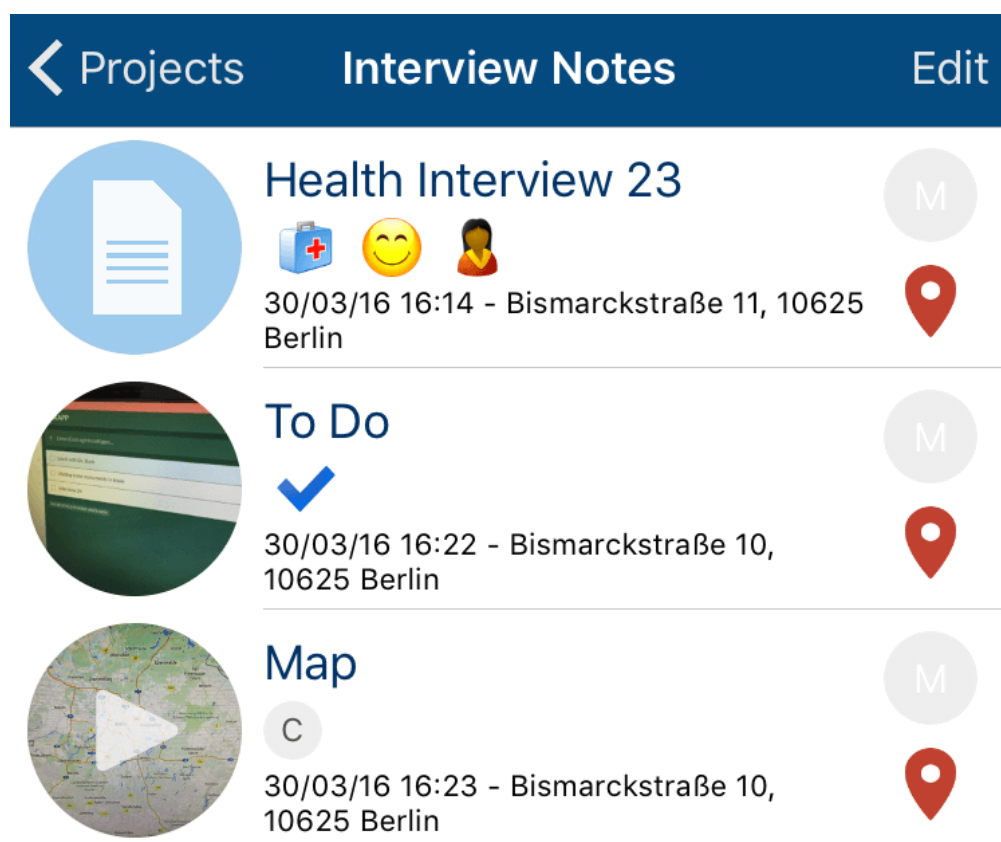 Projects Interview Notes Edit
Health Interview 23
M
30/03/16 16:14 - Bismarckstraße 11, 10625
Berlin
To Do
M
30/03/16 16:22 - Bismarckstraße 10,
10625 Berlin
Map
M
C
30/03/16 16:23 - Bismarckstraße 10,
10625 Berlin